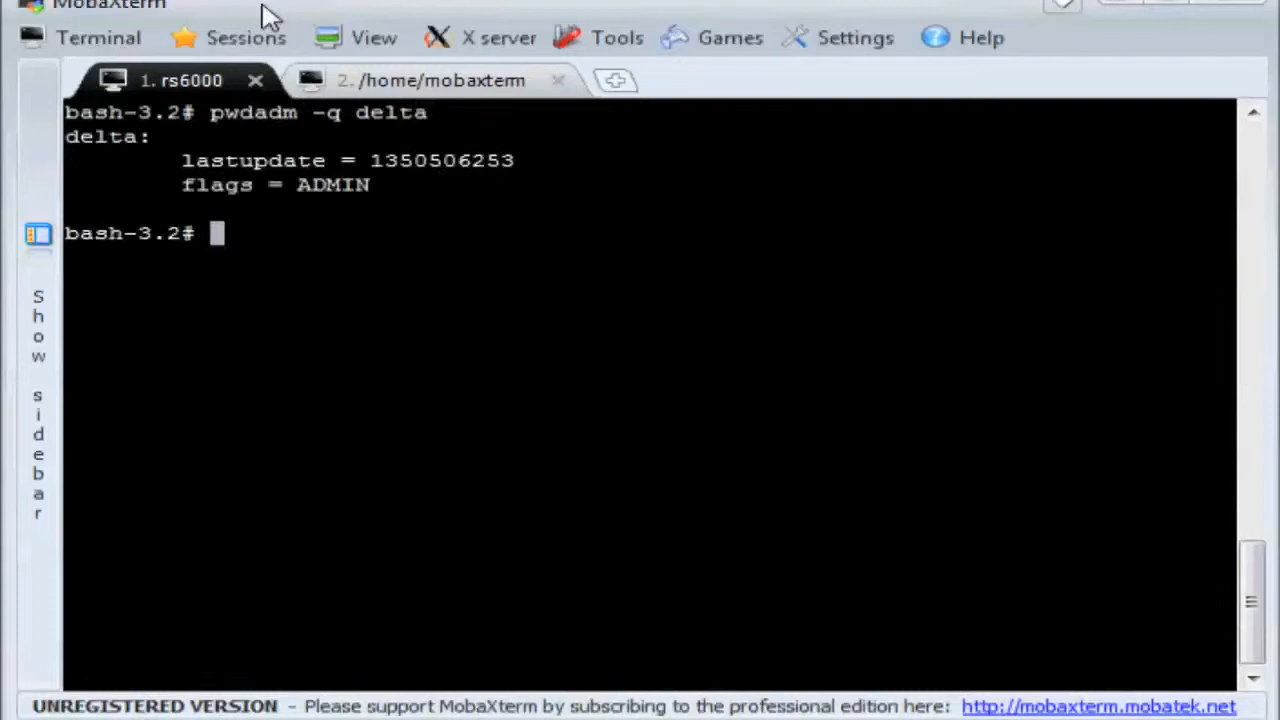 MobaXterm
Terminal Sessions View X server Tools Games Settings Help
1. rs6000 2. /home/mobaxterm
bash-3.2# pwdadm -q delta
delta:
lastupdate = 1350506253
flags = ADMIN
bash-3.2#
Show sidebar
UNREGISTERED VERSION - Please support MobaXterm by subscribing to the professional edition here: http://mobaxterm.mobatek.net